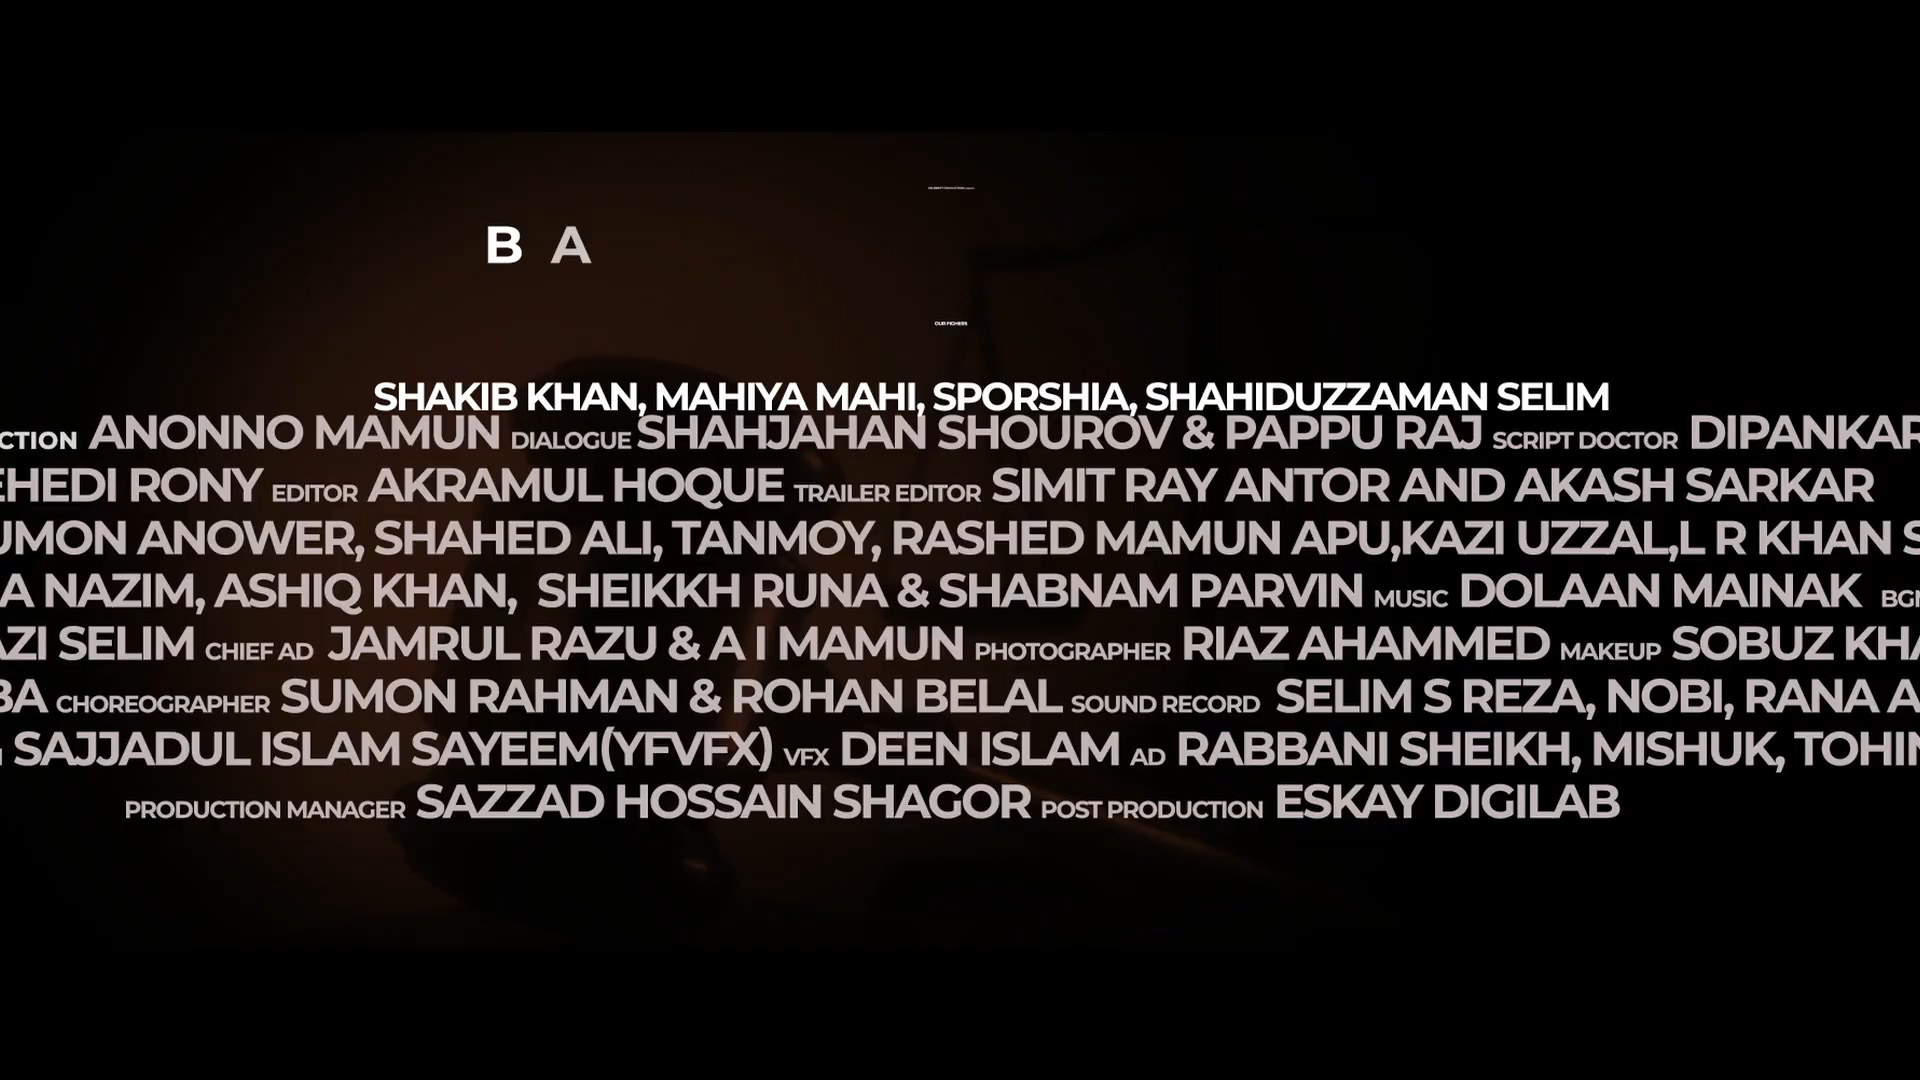 B A
OUR FIGHERS
SHAKIB KHAN, MAHIYA MAHI, SPORSHIA, SHAHIDUZZAMAN SELIM
CTION ANONNO MAMUN DIALOGUE SHAHJAHAN SHOUROV & PAPPU RAJ SCRIPT DOCTOR DIPANKAR
EHEDI RONY EDITOR AKRAMUL HOQUE TRAILER EDITOR SIMIT RAY ANTOR AND AKASH SARKAR
UMON ANOWER, SHAHED ALI, TANMOY, RASHED MAMUN APU,KAZI UZZAL,L R KHAN S
A NAZIM, ASHIQ KHAN, SHEIKKH RUNA & SHABNAM PARVIN MUSIC DOLAAN MAINAK BGM
AZI SELIM CHIEF AD JAMRUL RAZU & A I MAMUN PHOTOGRAPHER RIAZ AHAMMED MAKEUP SOBUZ KHA
BA CHOREOGRAPHER SUMON RAHMAN & ROHAN BELAL SOUND RECORD SELIM S REZA, NOBI, RANA A
SAJJADUL ISLAM SAYEEM(YFVFX) VFX DEEN ISLAM AD RABBANI SHEIKH, MISHUK, TOHIN
PRODUCTION MANAGER SAZZAD HOSSAIN SHAGOR POST PRODUCTION ESKAY DIGILAB